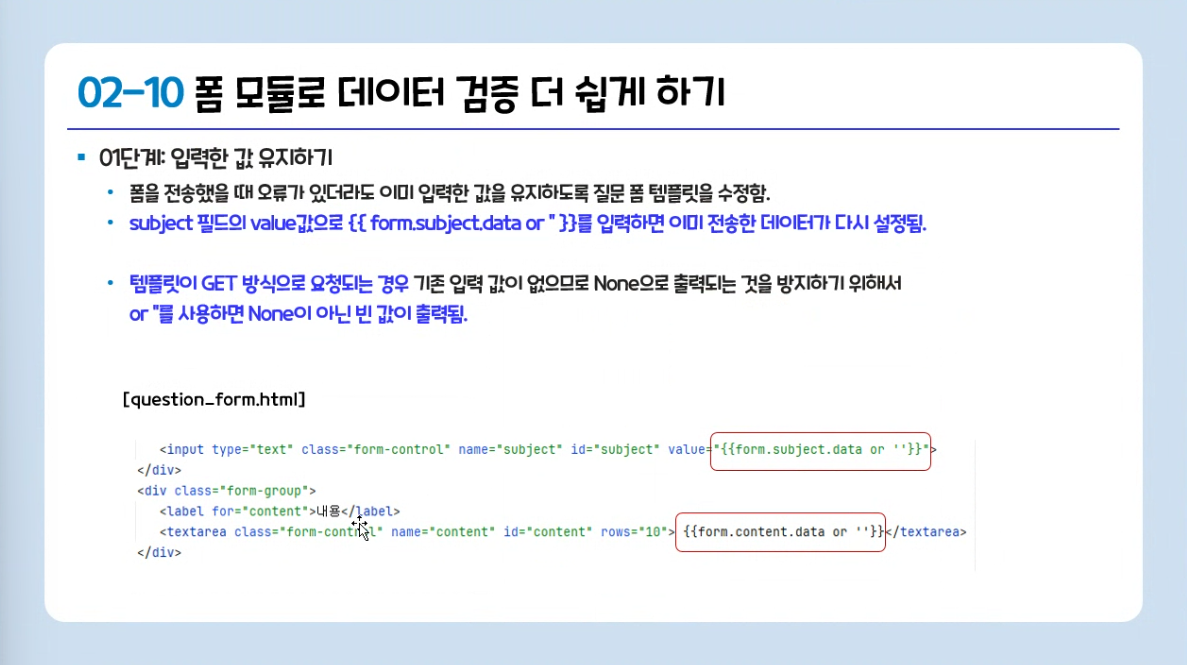 02-10 폼 모듈로 데이터 검증 더 쉽게 하기
▪ 01단계: 입력한 값 유지하기
• 폼을 전송했을 때 오류가 있더라도 이미 입력한 값을 유지하도록 질문 폼 템플릿을 수정함.
• subject 필드의 value값으로 {{ form.subject.data or '' }}를 입력하면 이미 전송한 데이터가 다시 설정됨.
• 템플릿이 GET 방식으로 요청되는 경우 기존 입력 값이 없으므로 None으로 출력되는 것을 방지하기 위해서
or ''를 사용하면 None이 아닌 빈 값이 출력됨.
[question_form.html]
<input type="text" class="form-control" name="subject" id="subject" value="{{form.subject.data or ''}}">
</div>
<div class="form-group">
<label for="content">내용</label>
<textarea class="form-control" name="content" id="content" rows="10"> {{form.content.data or ''}}</textarea>
</div>